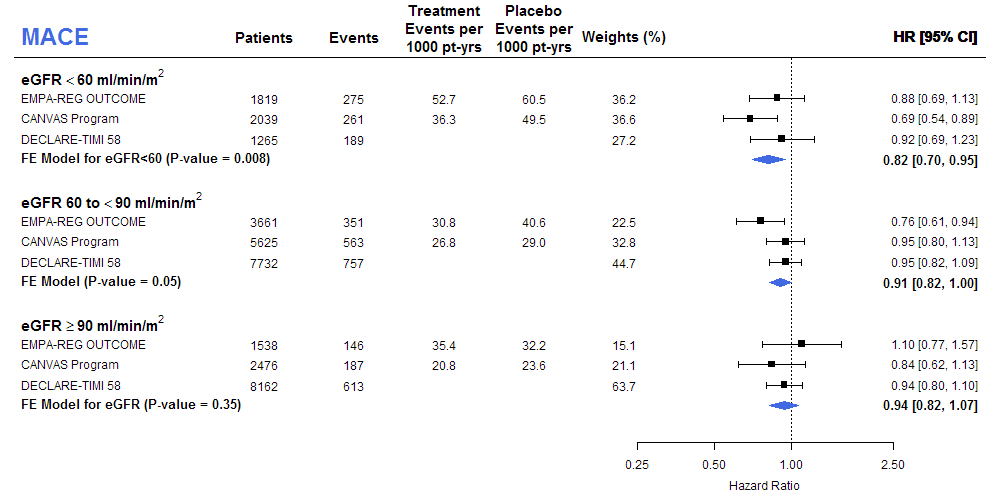 MACE Patients Events Treatment Events per 1000 pt-yrs Placebo Events per 1000 pt-yrs Weights (%) HR [95% CI]
eGFR < 60 ml/min/m²
EMPA-REG OUTCOME 1819 275 52.7 60.5 36.2 0.88 [0.69, 1.13]
CANVAS Program 2039 261 36.3 49.5 36.6 0.69 [0.54, 0.89]
DECLARE-TIMI 58 1265 189 27.2 0.92 [0.69, 1.23]
FE Model for eGFR<60 (P-value = 0.008) 0.82 [0.70, 0.95]
eGFR 60 to < 90 ml/min/m²
EMPA-REG OUTCOME 3661 351 30.8 40.6 22.5 0.76 [0.61, 0.94]
CANVAS Program 5625 563 26.8 29.0 32.8 0.95 [0.80, 1.13]
DECLARE-TIMI 58 7732 757 44.7 0.95 [0.82, 1.09]
FE Model (P-value = 0.05) 0.91 [0.82, 1.00]
eGFR ≥ 90 ml/min/m²
EMPA-REG OUTCOME 1538 146 35.4 32.2 15.1 1.10 [0.77, 1.57]
CANVAS Program 2476 187 20.8 23.6 21.1 0.84 [0.62, 1.13]
DECLARE-TIMI 58 8162 613 63.7 0.94 [0.80, 1.10]
FE Model for eGFR (P-value = 0.35) 0.94 [0.82, 1.07]
0.25 0.50 1.00 2.50
Hazard Ratio